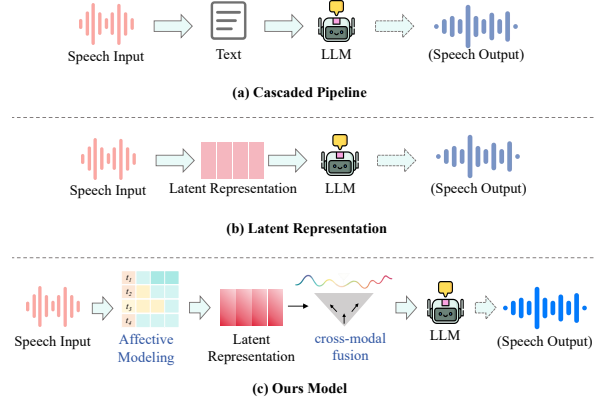 Speech Input
Text
LLM
(Speech Output)
(a) Cascaded Pipeline
Speech Input
Latent Representation
LLM
(Speech Output)
(b) Latent Representation
t1
t2
t3
t4
Speech Input
Affective
Modeling
Latent
Representation
cross-modal
fusion
LLM
(Speech Output)
(c) Ours Model